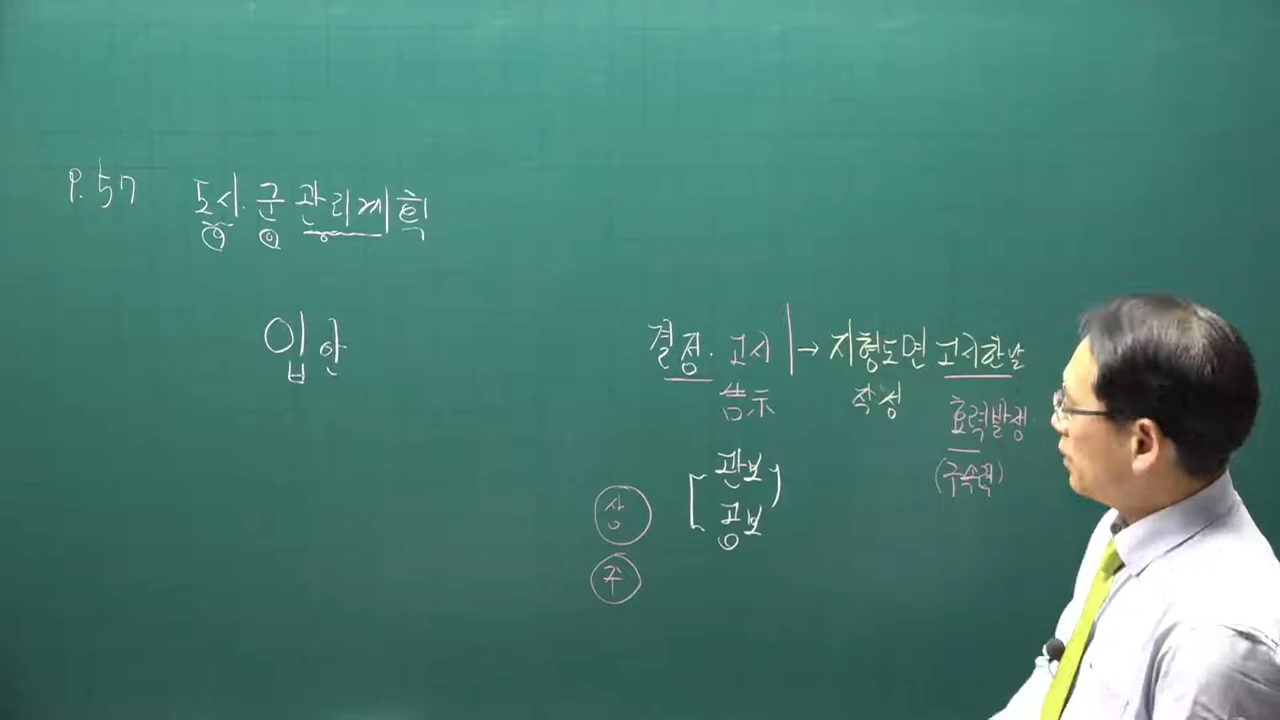 P. 57 도시·군관리계획
입안
결정·고시 → 지형도면 고시한날
告示 작성 효력발생
(구속력)
관보
공보
상
주